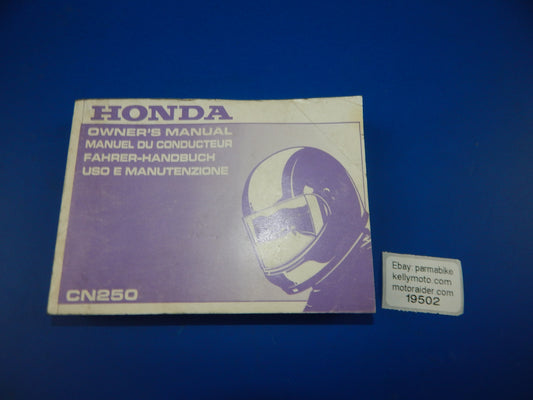 HONDA
OWNER'S MANUAL
MANUEL DU CONDUCTEUR
FAHRER-HANDBUCH
USO E MANUTENZIONE
CN250
Ebay parmabike
kellymoto com
motoraider.com
19502